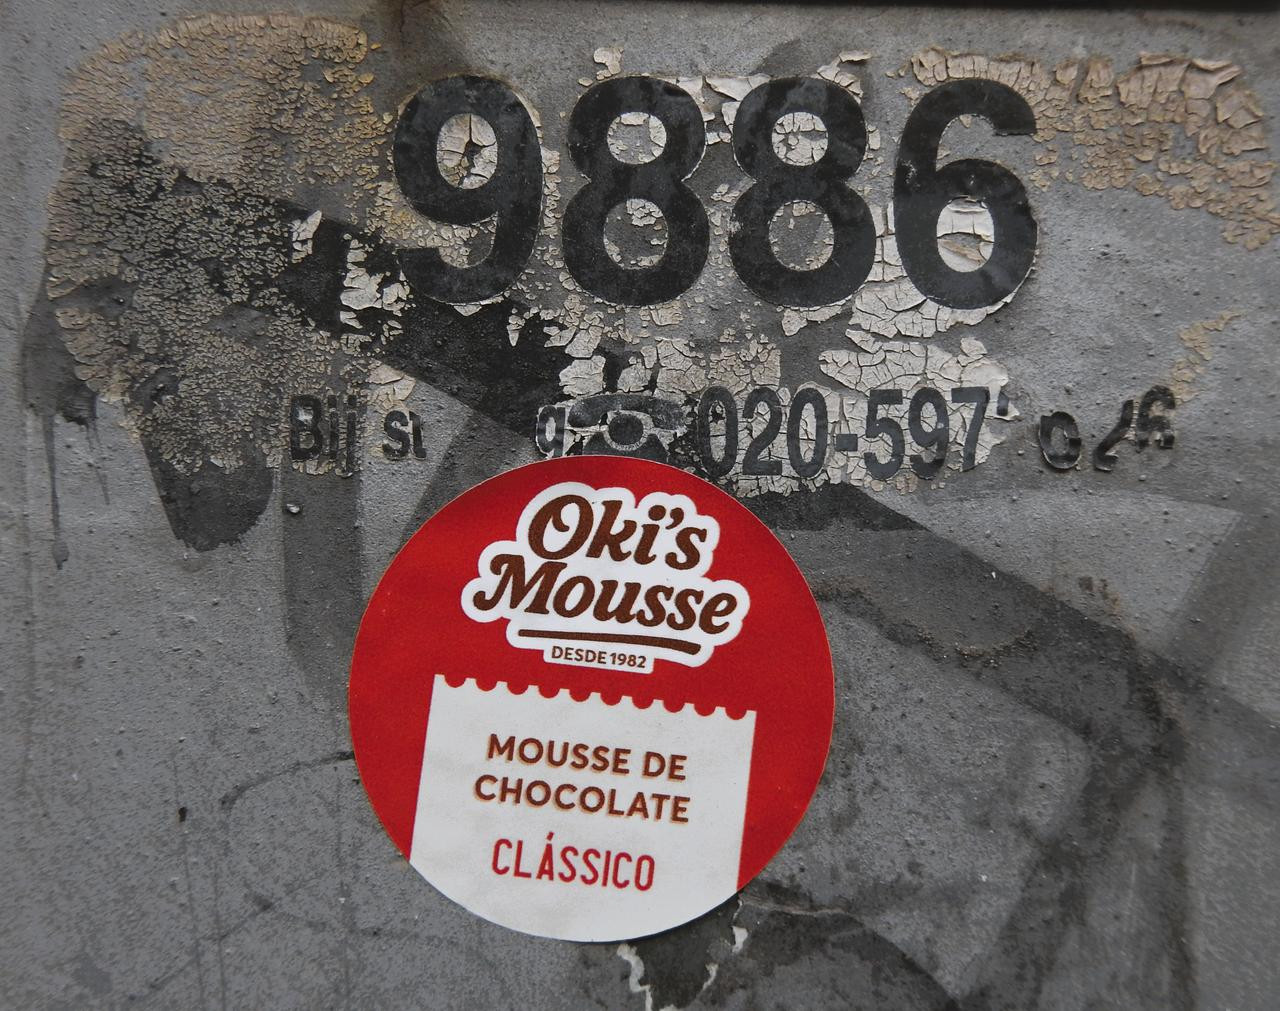 9886
020-597
Oki's
Mousse
DESDE 1982
MOUSSE DE
CHOCOLATE
CLÁSSICO